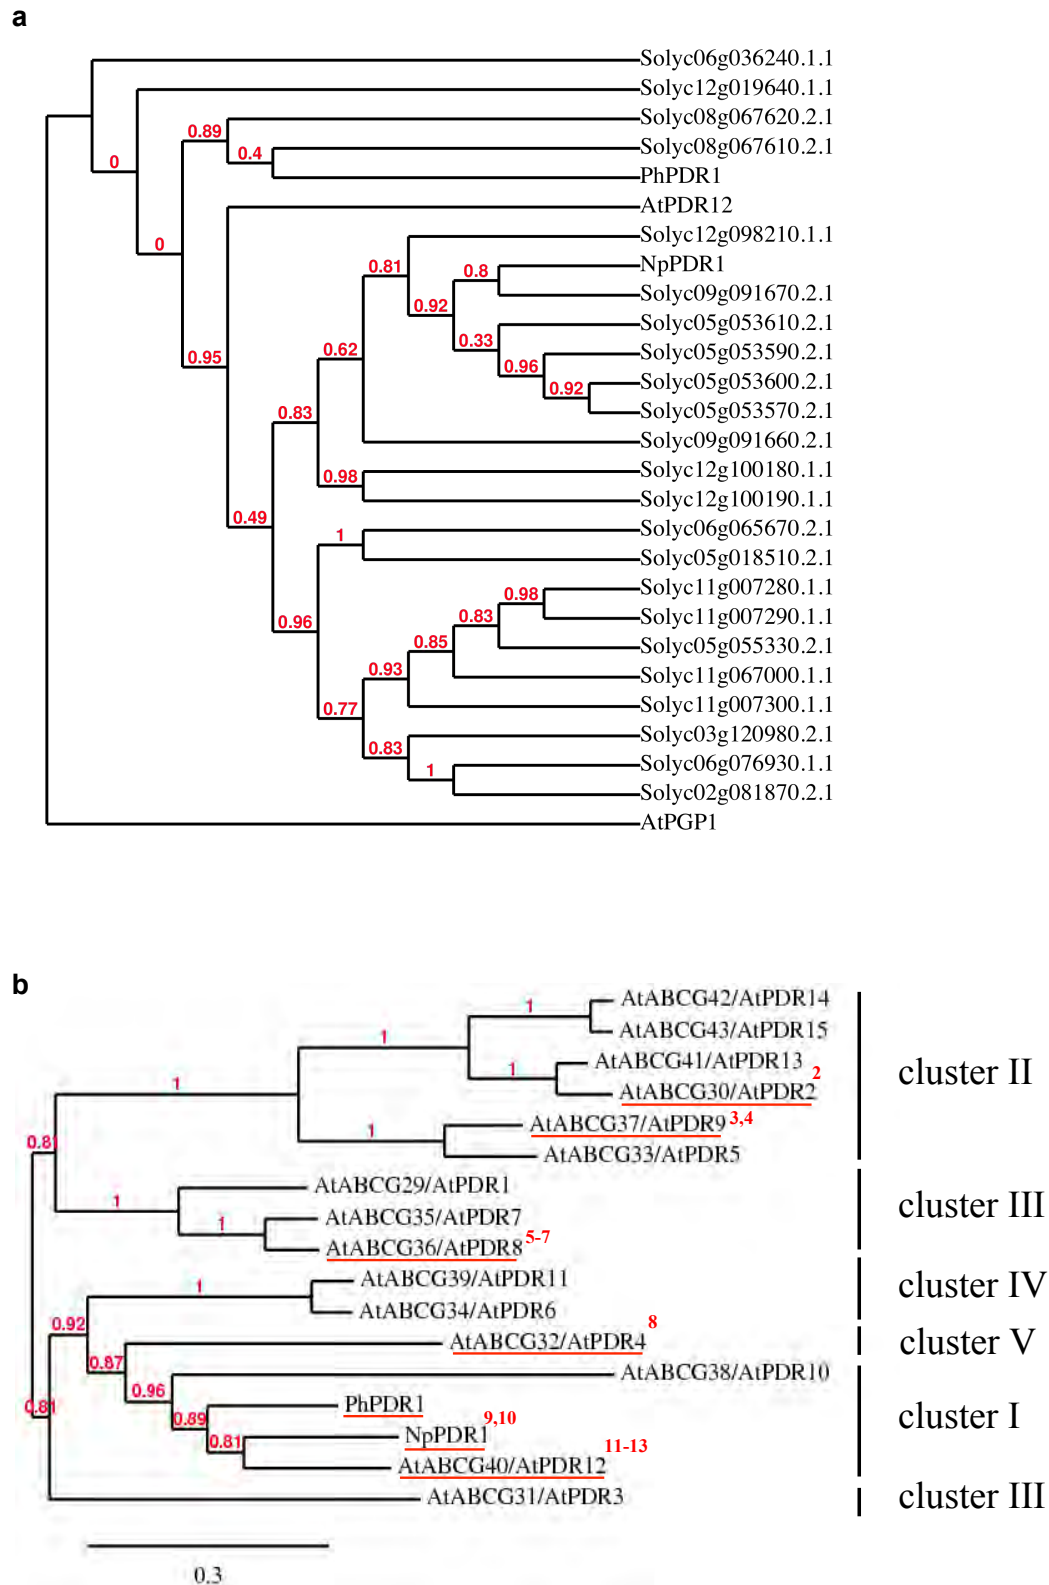 a
Solyc06g036240.1.1
Solyc12g019640.1.1
Solyc08g067620.2.1
0.89
Solyc08g067610.2.1
0.4
0
PhPDR1
AtPDR12
Solyc12g098210.1.1
0
NpPDR1
0.81
0.8
Solyc09g091670.2.1
0.92
Solyc05g053610.2.1
0.33
0.62
Solyc05g053590.2.1
0.95
0.96
Solyc05g053600.2.1
0.92
Solyc05g053570.2.1
0.83
Solyc09g091660.2.1
Solyc12g100180.1.1
0.98
Solyc12g100190.1.1
0.49
Solyc06g065670.2.1
1
Solyc05g018510.2.1
Solyc11g007280.1.1
0.98
Solyc11g007290.1.1
0.83
0.96
Solyc05g055330.2.1
0.85
Solyc11g067000.1.1
0.93
Solyc11g007300.1.1
0.77
Solyc03g120980.2.1
0.83
Solyc06g076930.1.1
1
Solyc02g081870.2.1
AtPGP1
b
AtABCG42/AtPDR14
1
AtABCG43/AtPDR15
1
AtABCG41/AtPDR13
1
AtABCG30/AtPDR2 2
cluster II
1
AtABCG37/AtPDR9 3,4
1
0.81
AtABCG33/AtPDR5
AtABCG29/AtPDR1
1
AtABCG35/AtPDR7
1
AtABCG36/AtPDR8 5-7
cluster III
AtABCG39/AtPDR11
1
AtABCG34/AtPDR6
cluster IV
0.92
AtABCG32/AtPDR4 8
cluster V
0.87
AtABCG38/AtPDR10
0.96
PhPDR1
0.81
0.89
NpPDR1 9,10
0.81
AtABCG40/AtPDR12 11-13
cluster I
AtABCG31/AtPDR3
cluster III
0.3